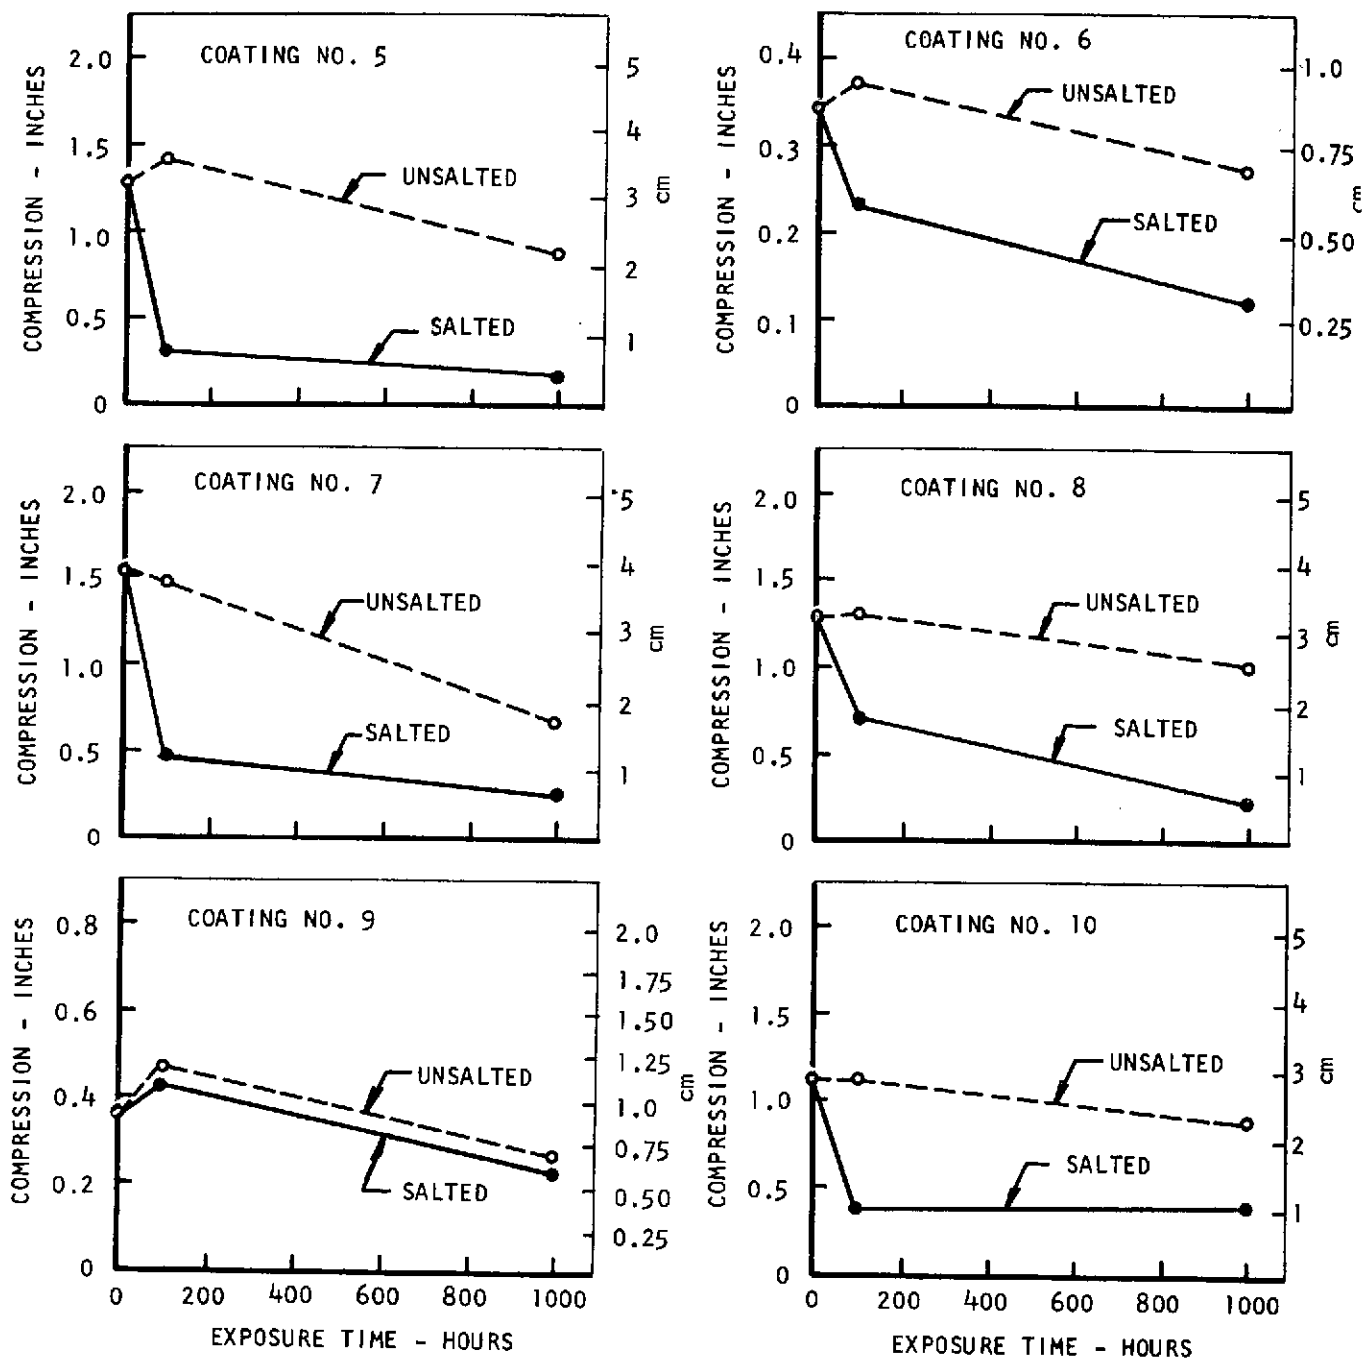 COATING NO. 5
COMPRESSION - INCHES
2.0
1.5
1.0
0.5
0
5
4
3
2
1
cm
UNSALTED
SALTED
COATING NO. 6
COMPRESSION - INCHES
0.4
0.3
0.2
0.1
0
1.0
0.75
0.50
0.25
cm
UNSALTED
SALTED
COATING NO. 7
COMPRESSION - INCHES
2.0
1.5
1.0
0.5
0
5
4
3
2
1
cm
UNSALTED
SALTED
COATING NO. 8
COMPRESSION - INCHES
2.0
1.5
1.0
0.5
0
5
4
3
2
1
cm
UNSALTED
SALTED
COATING NO. 9
COMPRESSION - INCHES
0.8
0.6
0.4
0.2
0
2.0
1.75
1.50
1.25
1.0
0.75
0.50
0.25
cm
UNSALTED
SALTED
0 200 400 600 800 1000
EXPOSURE TIME - HOURS
COATING NO. 10
COMPRESSION - INCHES
2.0
1.5
1.0
0.5
0
5
4
3
2
1
cm
UNSALTED
SALTED
0 200 400 600 800 1000
EXPOSURE TIME - HOURS